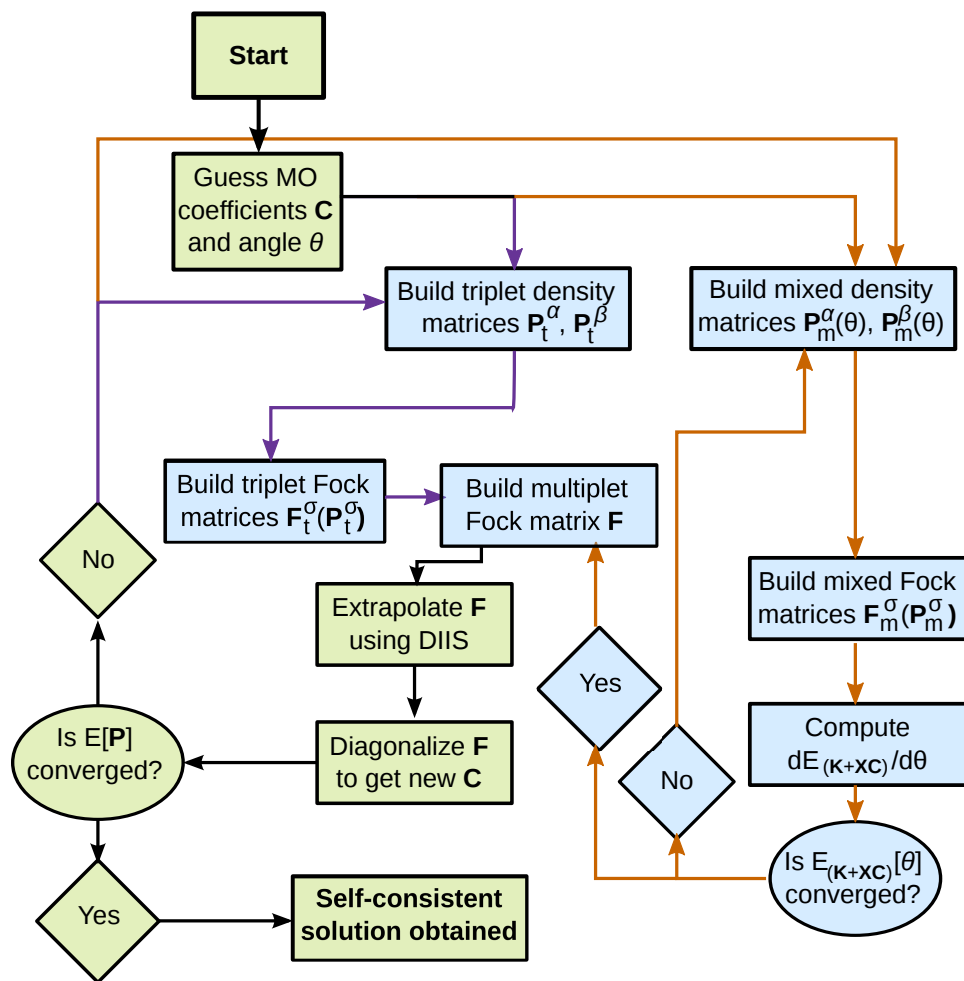 Start
Guess MO
coefficients C
and angle θ
Build triplet density
matrices P_t^α, P_t^β
Build mixed density
matrices P_m^α(θ), P_m^β(θ)
Build triplet Fock
matrices F_t^σ(P_t^σ)
Build multiplet
Fock matrix F
No
Extrapolate F
using DIIS
Build mixed Fock
matrices F_m^σ(P_m^σ)
Yes
Is E[P]
converged?
Diagonalize F
to get new C
No
Compute
dE(K+XC)/dθ
Is E(K+XC)[θ]
converged?
Yes
Self-consistent
solution obtained